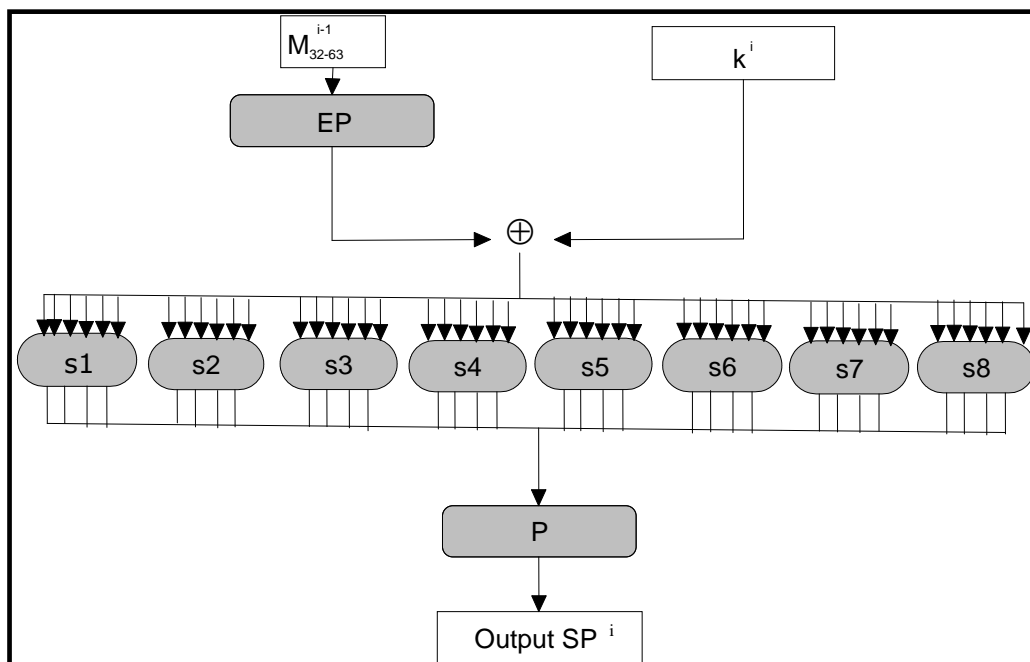 M i-1 32-63
k i
EP
⊕
s1 s2 s3 s4 s5 s6 s7 s8
P
Output SP i